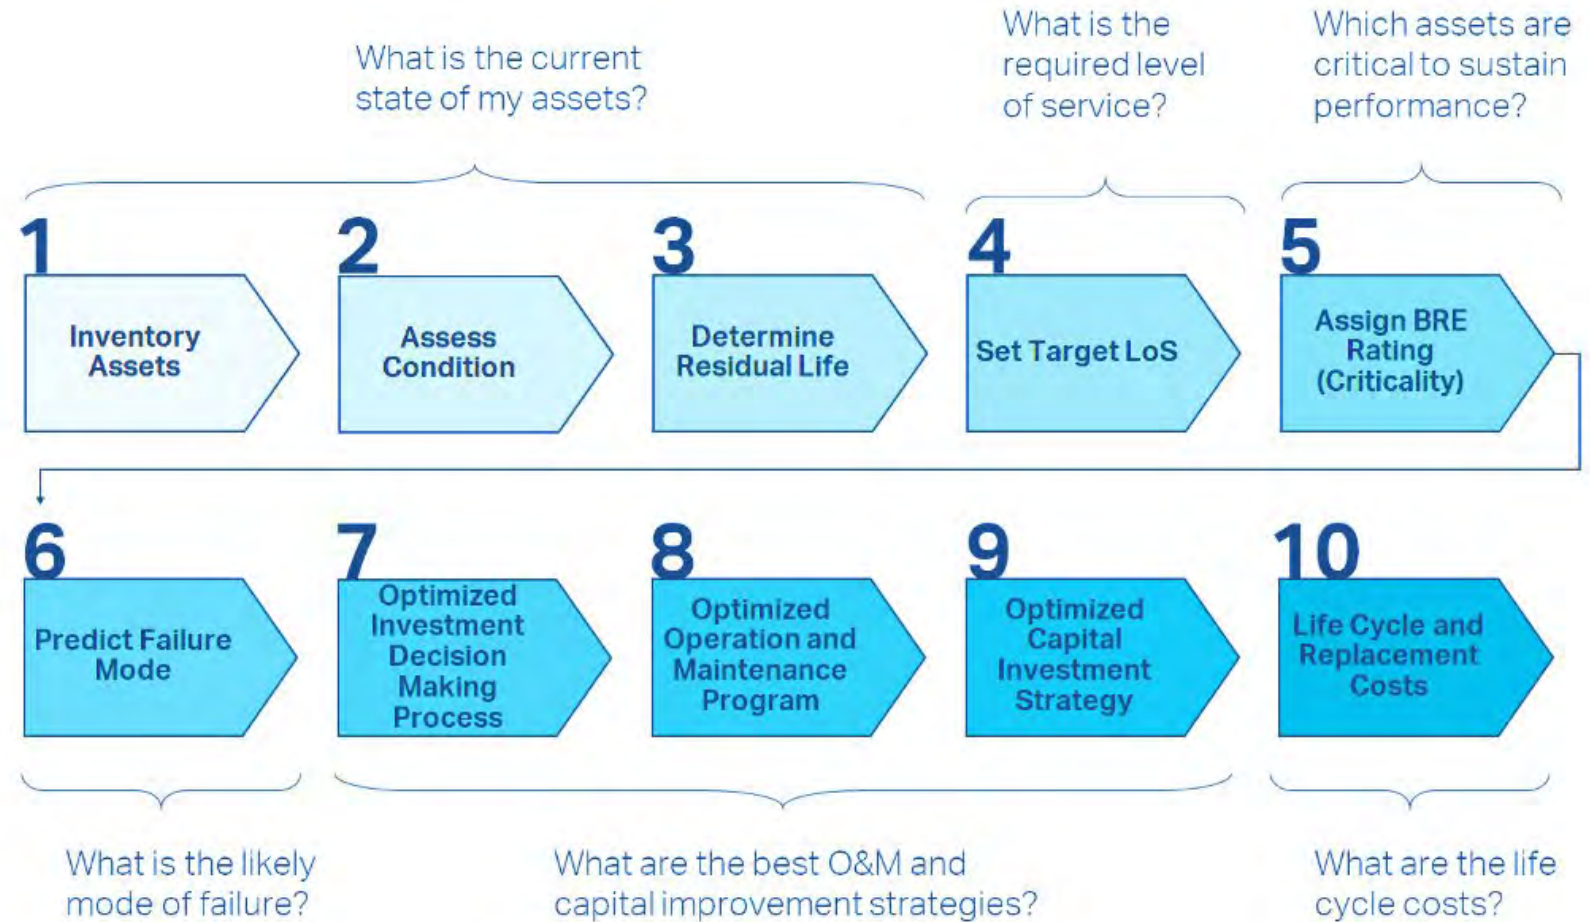 What is the current
state of my assets?
What is the
required level
of service?
Which assets are
critical to sustain
performance?
1
Inventory
Assets
2
Assess
Condition
3
Determine
Residual Life
4
Set Target LoS
5
Assign BRE
Rating
(Criticality)
6
Predict Failure
Mode
7
Optimized
Investment
Decision
Making
Process
8
Optimized
Operation and
Maintenance
Program
9
Optimized
Capital
Investment
Strategy
10
Life Cycle and
Replacement
Costs
What is the likely
mode of failure?
What are the best O&M and
capital improvement strategies?
What are the life
cycle costs?